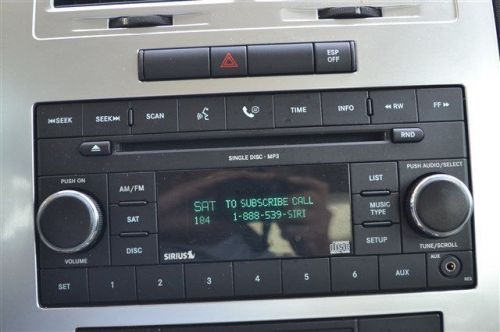 ESP OFF
SEEK SEEK SCAN TIME INFO RW FF
SINGLE DISC - MP3 RND
PUSH ON AM/FM LIST PUSH AUDIO/SELECT
SAT TO SUBSCRIBE CALL
184 1-888-539-SIRI
SAT MUSIC TYPE
VOLUME DISC SIRIUS SETUP TUNE/SCROLL
SET 1 2 3 4 5 6 AUX AUX